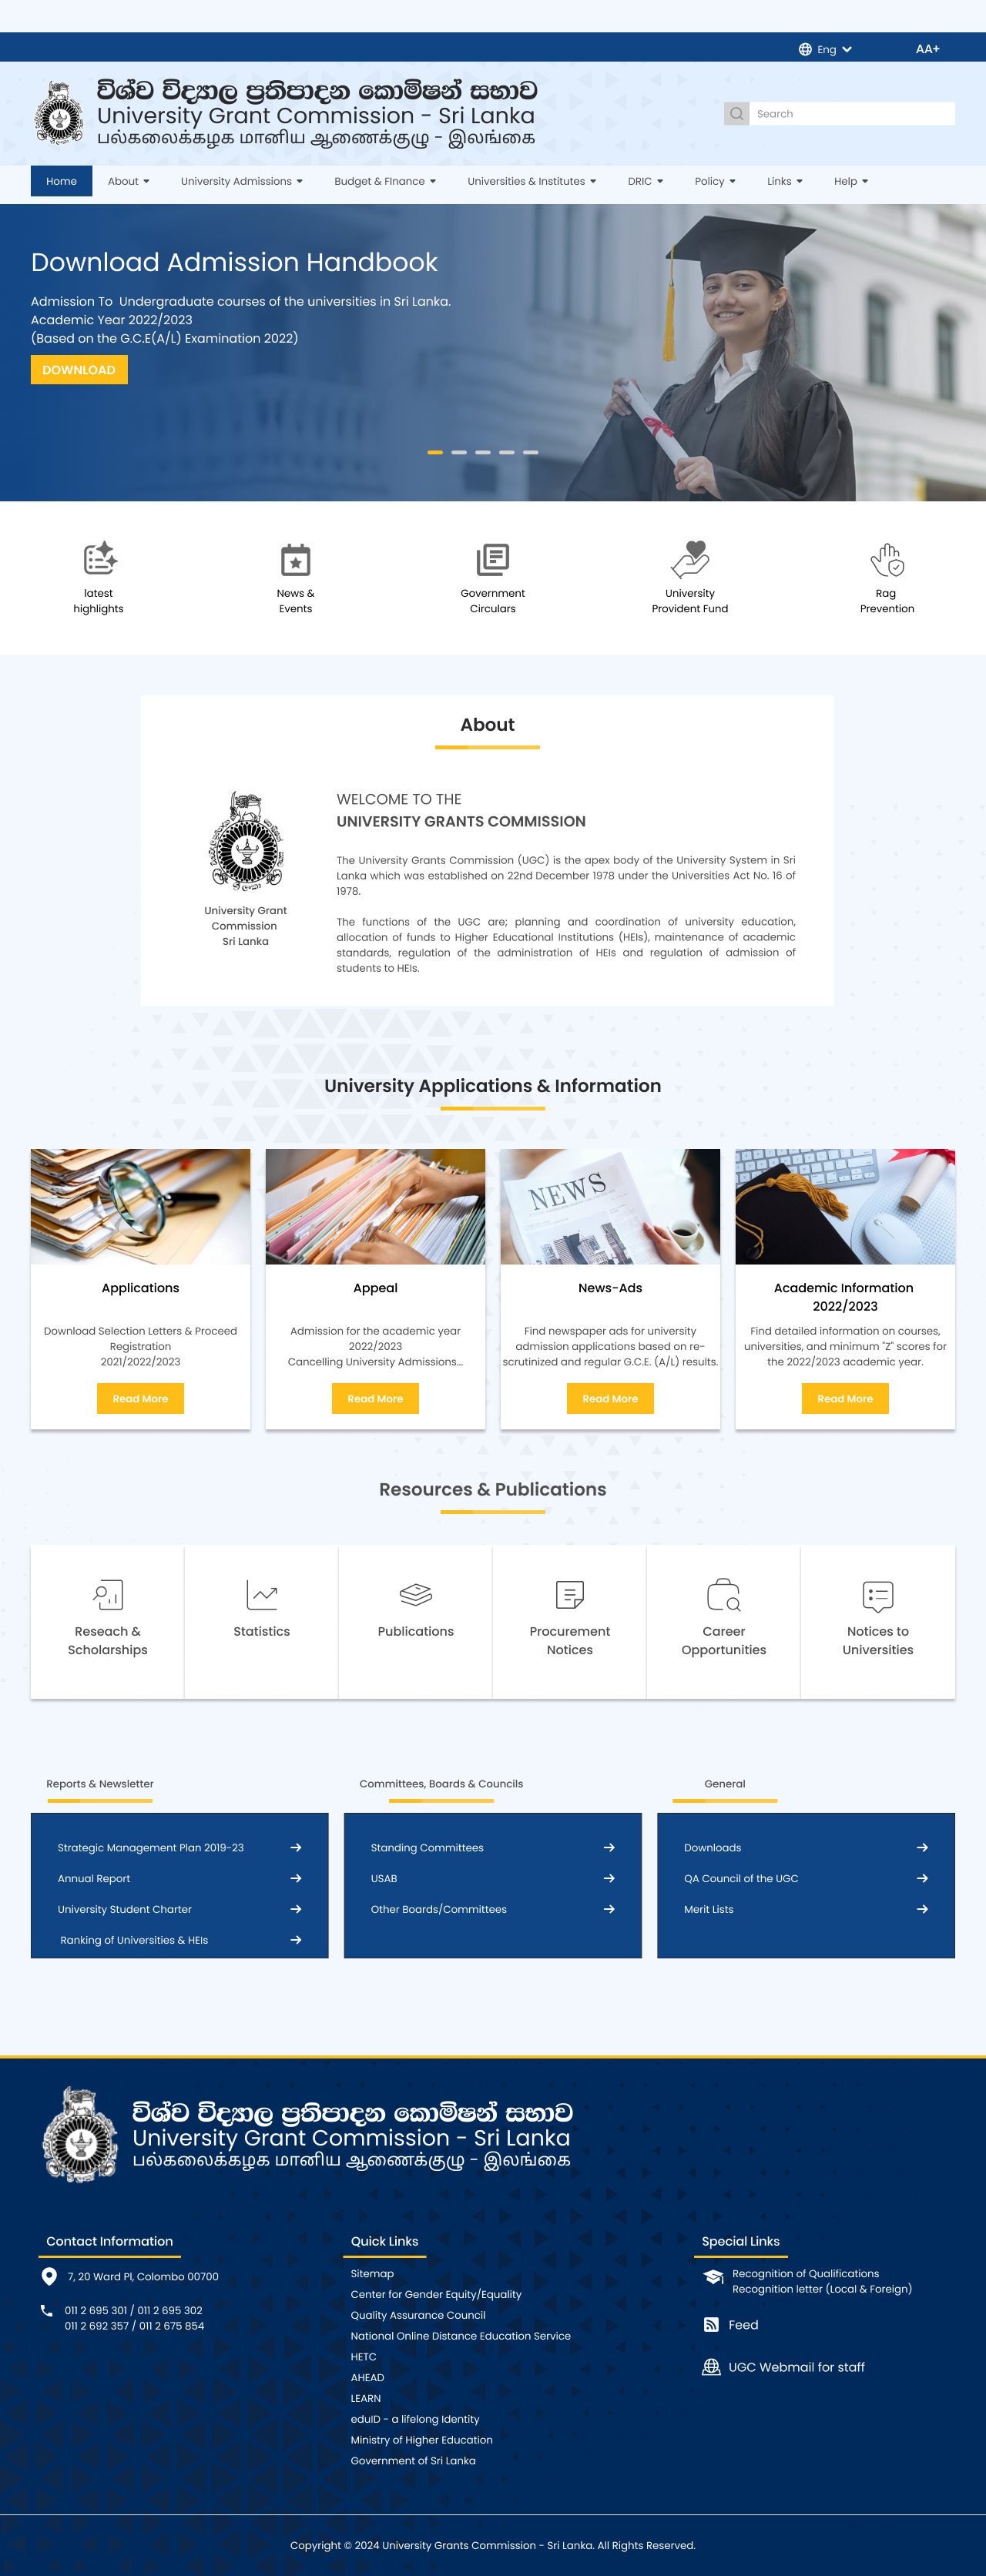 Eng
AA+
විශ්ව විද්‍යාල ප්‍රතිපාදන කොමිෂන් සභාව
University Grant Commission - Sri Lanka
பல்கலைக்கழக மானிய ஆணைக்குழு - இலங்கை
Search
Home
About
University Admissions
Budget & FInance
Universities & Institutes
DRIC
Policy
Links
Help
Download Admission Handbook
Admission To Undergraduate courses of the universities in Sri Lanka.
Academic Year 2022/2023
(Based on the G.C.E(A/L) Examination 2022)
DOWNLOAD
latest
highlights
News &
Events
Government
Circulars
University
Provident Fund
Rag
Prevention
About
University Grant
Commission
Sri Lanka
WELCOME TO THE
UNIVERSITY GRANTS COMMISSION
The University Grants Commission (UGC) is the apex body of the University System in Sri
Lanka which was established on 22nd December 1978 under the Universities Act No. 16 of
1978.
The functions of the UGC are; planning and coordination of university education,
allocation of funds to Higher Educational Institutions (HEIs), maintenance of academic
standards, regulation of the administration of HEIs and regulation of admission of
students to HEIs.
University Applications & Information
NEWS
Applications
Download Selection Letters & Proceed
Registration
2021/2022/2023
Read More
Appeal
Admission for the academic year
2022/2023
Cancelling University Admissions...
Read More
News-Ads
Find newspaper ads for university
admission applications based on re-
scrutinized and regular G.C.E. (A/L) results.
Read More
Academic Information
2022/2023
Find detailed information on courses,
universities, and minimum "Z" scores for
the 2022/2023 academic year.
Read More
Resources & Publications
Reseach &
Scholarships
Statistics
Publications
Procurement
Notices
Career
Opportunities
Notices to
Universities
Reports & Newsletter
Strategic Management Plan 2019-23
Annual Report
University Student Charter
Ranking of Universities & HEIs
Committees, Boards & Councils
Standing Committees
USAB
Other Boards/Committees
General
Downloads
QA Council of the UGC
Merit Lists
විශ්ව විද්‍යාල ප්‍රතිපාදන කොමිෂන් සභාව
University Grant Commission - Sri Lanka
பல்கலைக்கழக மானிய ஆணைக்குழு - இலங்கை
Contact Information
7, 20 Ward Pl, Colombo 00700
011 2 695 301 / 011 2 695 302
011 2 692 357 / 011 2 675 854
Quick Links
Sitemap
Center for Gender Equity/Equality
Quality Assurance Council
National Online Distance Education Service
HETC
AHEAD
LEARN
eduID - a lifelong Identity
Ministry of Higher Education
Government of Sri Lanka
Special Links
Recognition of Qualifications
Recognition letter (Local & Foreign)
Feed
UGC Webmail for staff
Copyright © 2024 University Grants Commission - Sri Lanka. All Rights Reserved.